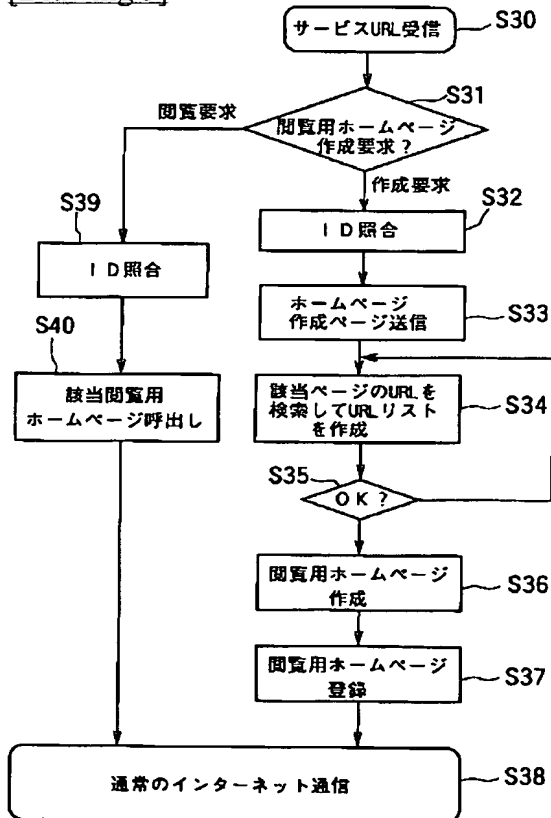 サービスURL受信
S30
S31
閲覧要求
閲覧用ホームページ
作成要求?
作成要求
S39
S32
ID照合
ID照合
ホームページ
作成ページ送信
S33
S40
該当閲覧用
ホームページ呼出し
該当ページのURLを
検索してURLリスト
を作成
S34
S35
OK?
閲覧用ホームページ
作成
S36
閲覧用ホームページ
登録
S37
通常のインターネット通信
S38